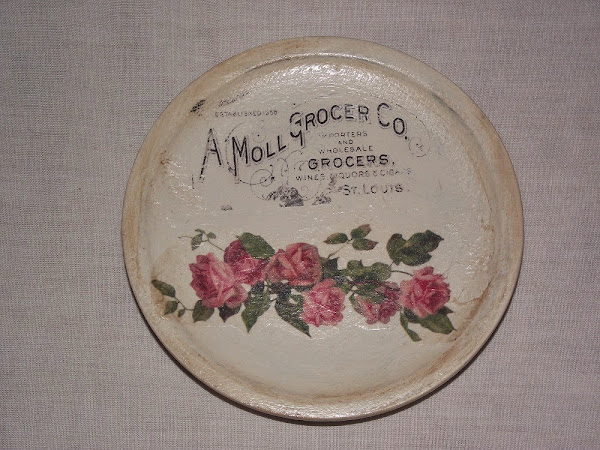 ESTABLISHED 1858
A. MOLL GROCER CO.
IMPORTERS
AND
WHOLESALE
GROCERS,
WINES, LIQUORS & CIGARS
ST. LOUIS.